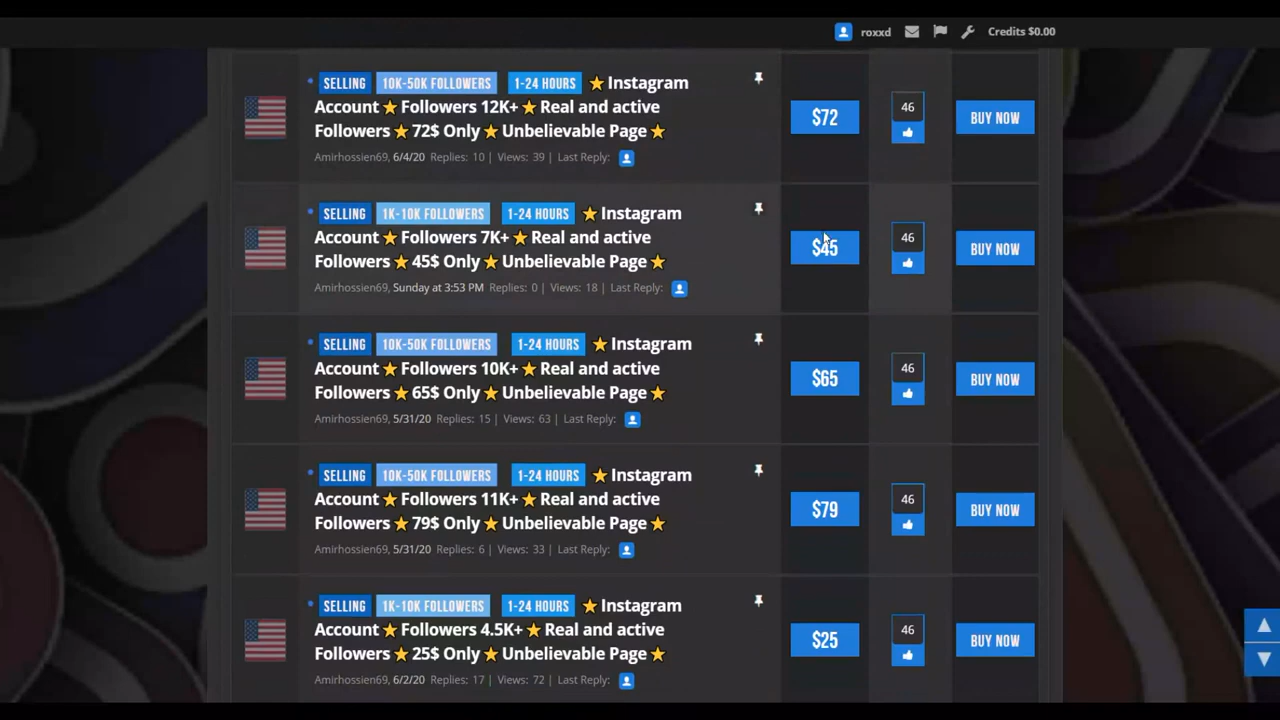 roxxd Credits $0.00
SELLING 10K-50K FOLLOWERS 1-24 HOURS ⭐Instagram
Account⭐Followers 12K+⭐Real and active
Followers⭐72$ Only⭐Unbelievable Page⭐
Amirhossien69, 6/4/20 Replies: 10 | Views: 39 | Last Reply:
$72
46
BUY NOW
SELLING 1K-10K FOLLOWERS 1-24 HOURS ⭐Instagram
Account⭐Followers 7K+⭐Real and active
Followers⭐45$ Only⭐Unbelievable Page⭐
Amirhossien69, Sunday at 3:53 PM Replies: 0 | Views: 18 | Last Reply:
$45
46
BUY NOW
SELLING 10K-50K FOLLOWERS 1-24 HOURS ⭐Instagram
Account⭐Followers 10K+⭐Real and active
Followers⭐65$ Only⭐Unbelievable Page⭐
Amirhossien69, 5/31/20 Replies: 15 | Views: 63 | Last Reply:
$65
46
BUY NOW
SELLING 10K-50K FOLLOWERS 1-24 HOURS ⭐Instagram
Account⭐Followers 11K+⭐Real and active
Followers⭐79$ Only⭐Unbelievable Page⭐
Amirhossien69, 5/31/20 Replies: 6 | Views: 33 | Last Reply:
$79
46
BUY NOW
SELLING 1K-10K FOLLOWERS 1-24 HOURS ⭐Instagram
Account⭐Followers 4.5K+⭐Real and active
Followers⭐25$ Only⭐Unbelievable Page⭐
Amirhossien69, 6/2/20 Replies: 17 | Views: 72 | Last Reply:
$25
46
BUY NOW